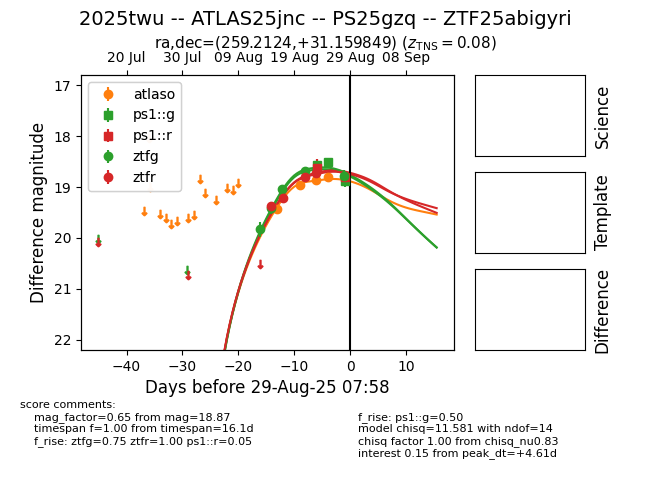 2025twu -- ATLAS25jnc -- PS25gzq -- ZTF25abigyri
ra,dec=(259.2124,+31.159849) (z_TNS = 0.08)
20 Jul 30 Jul 09 Aug 19 Aug 29 Aug 08 Sep
atlaso
ps1::g
ps1::r
ztfg
ztfr
17
18
19
20
21
22
Difference magnitude
−40 −30 −20 −10 0 10
Days before 29-Aug-25 07:58
Science
Template
Difference
score comments:
mag_factor=0.65 from mag=18.87
timespan f=1.00 from timespan=16.1d
f_rise: ztfg=0.75 ztfr=1.00 ps1::r=0.05
f_rise: ps1::g=0.50
model chisq=11.581 with ndof=14
chisq factor 1.00 from chisq_nu0.83
interest 0.15 from peak_dt=+4.61d